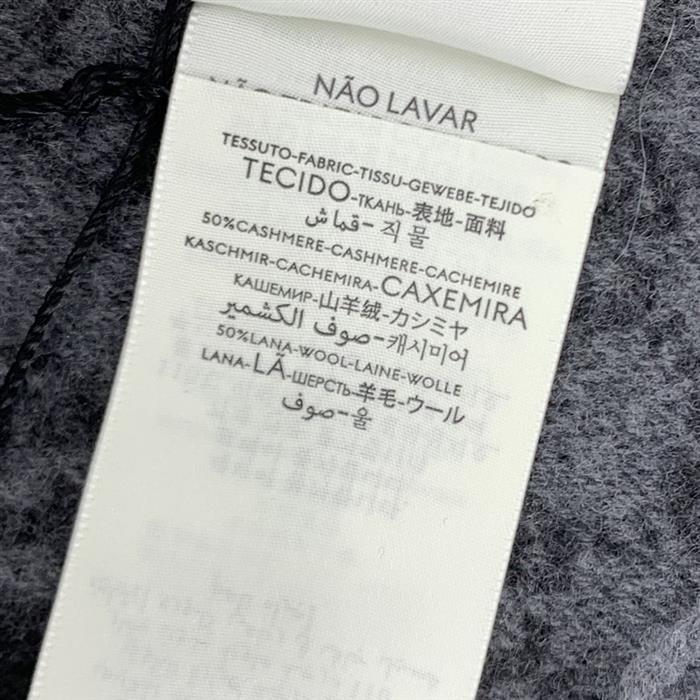 NÃO LAVAR
TESSUTO-FABRIC-TISSU-GEWEBE-TEJIDO
TECIDO-ТКАНЬ-表地-面料
قماش-직물
50%CASHMERE-CASHMERE-CACHEMIRE
KASCHMIR-CACHEMIRA-CAXEMIRA
КАШЕМИР-山羊绒-カシミヤ
صوف الكشمير-캐시미어
50%LANA-WOOL-LAINE-WOLLE
LANA-LÃ-ШЕРСТЬ-羊毛-ウール
صوف-울